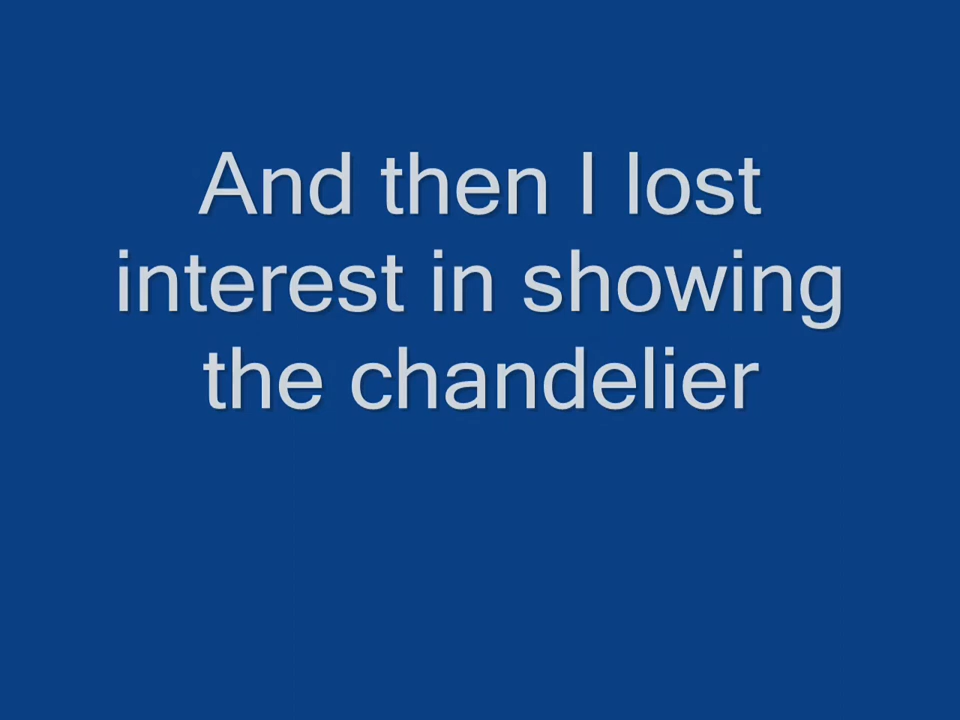 And then I lost
interest in showing
the chandelier